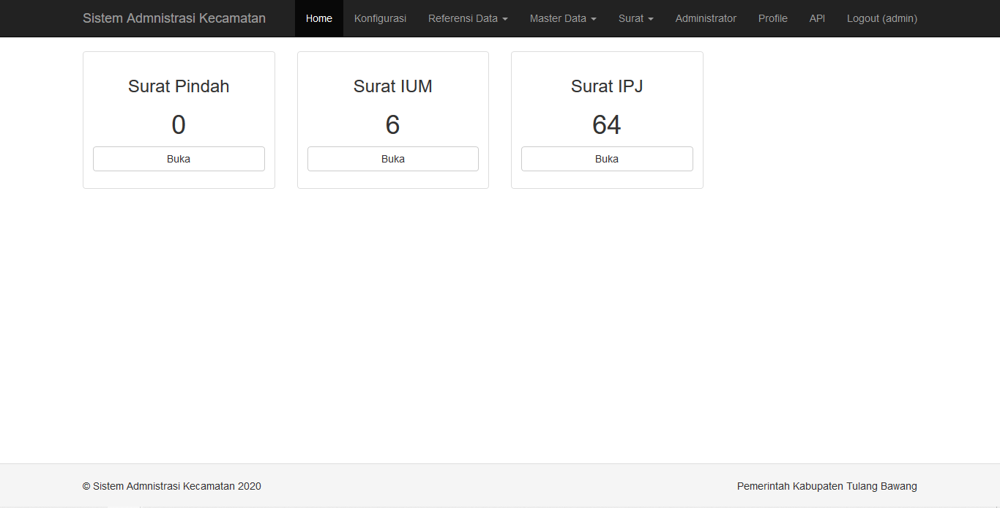 Sistem Admnistrasi Kecamatan Home Konfigurasi Referensi Data Master Data Surat Administrator Profile API Logout (admin)
Surat Pindah Surat IUM Surat IPJ
0 6 64
Buka Buka Buka
© Sistem Admnistrasi Kecamatan 2020 Pemerintah Kabupaten Tulang Bawang